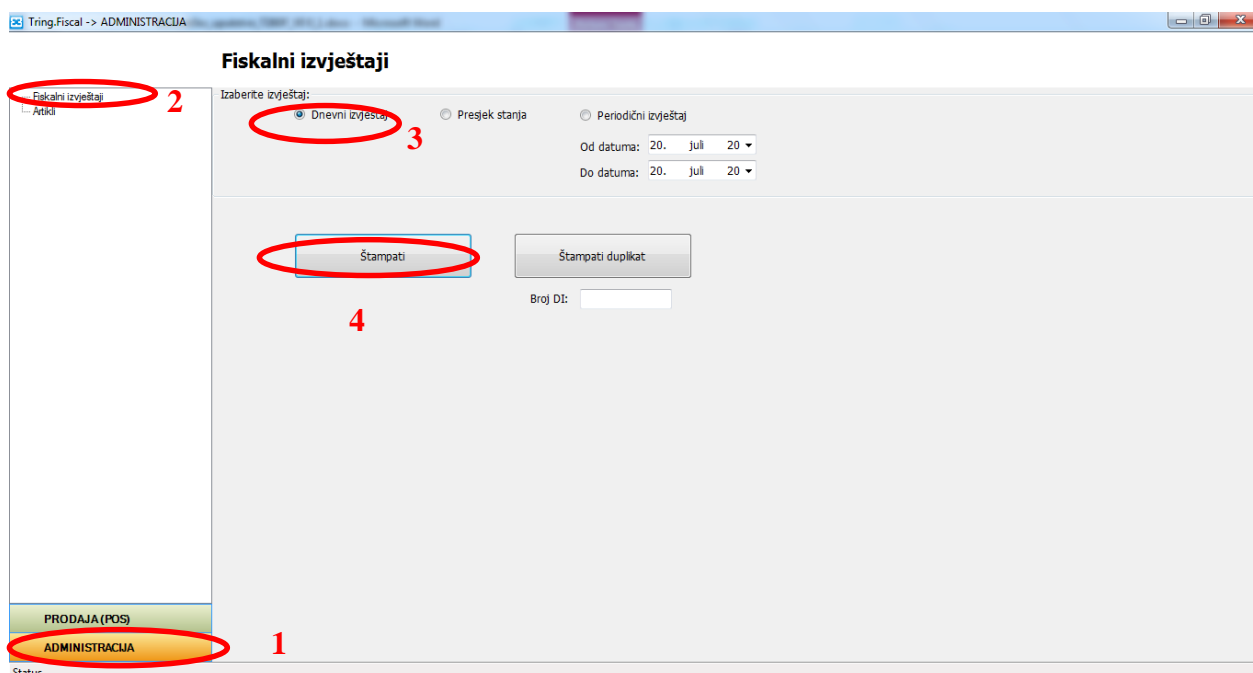 Tring.Fiscal -> ADMINISTRACIJA
Fiskalni izvještaji
Fiskalni izvještaji
2
Artikli
Izaberite izvještaj:
Dnevni izvještaj
Presjek stanja
Periodični izvještaj
3
Od datuma: 20. juli 20
Do datuma: 20. juli 20
Štampati
Štampati duplikat
Broj DI:
4
PRODAJA (POS)
ADMINISTRACIJA
1
Status